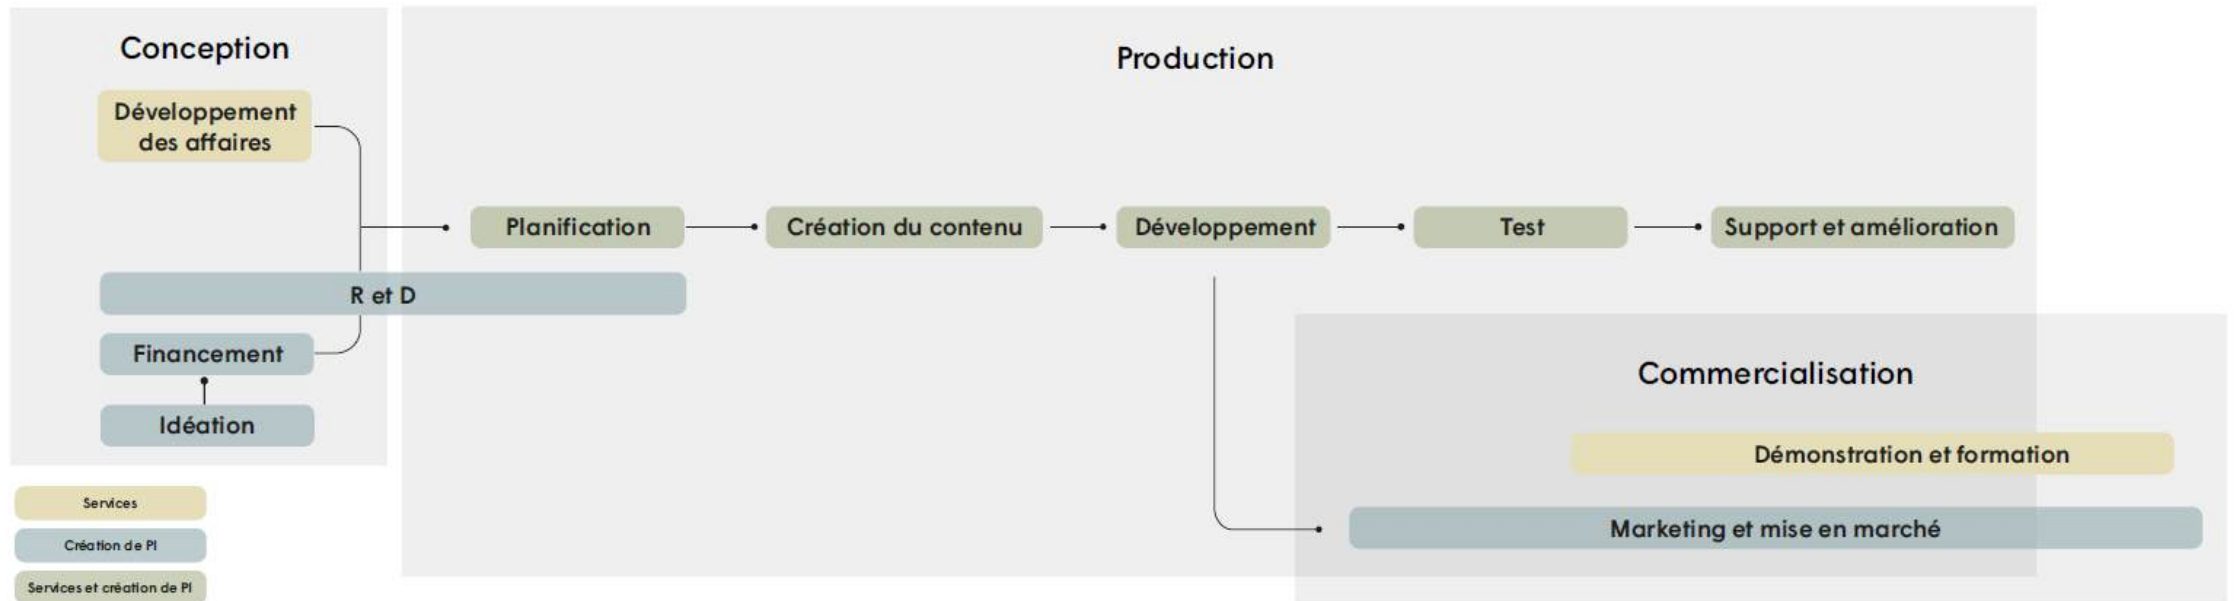 Conception
Production
Développement
des affaires
Planification
Création du contenu
Développement
Test
Support et amélioration
R et D
Financement
Idéation
Commercialisation
Démonstration et formation
Marketing et mise en marché
Services
Création de PI
Services et création de PI